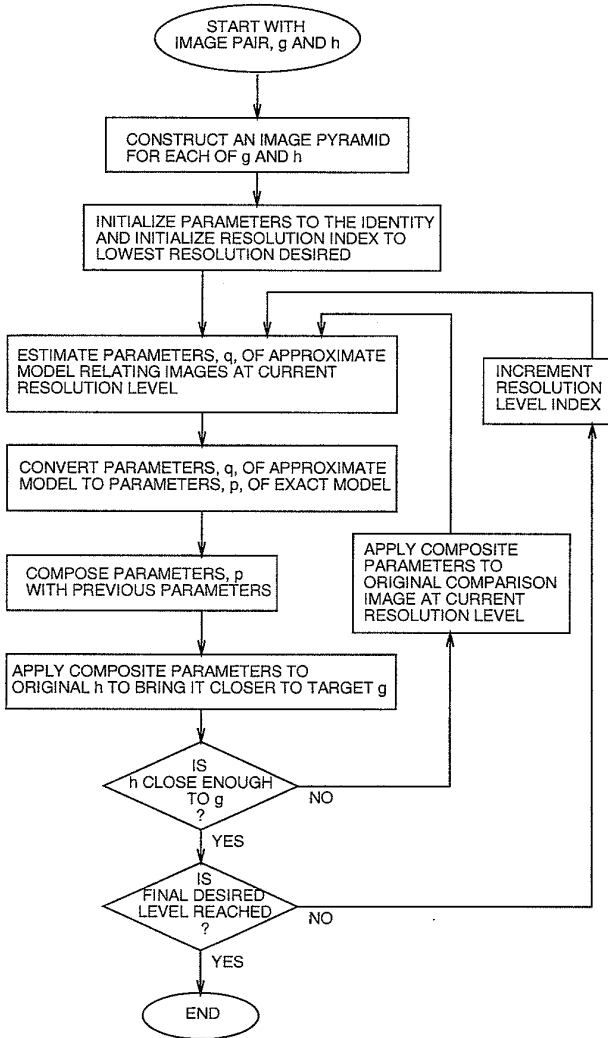 START WITH
IMAGE PAIR, g AND h
CONSTRUCT AN IMAGE PYRAMID
FOR EACH OF g AND h
INITIALIZE PARAMETERS TO THE IDENTITY
AND INITIALIZE RESOLUTION INDEX TO
LOWEST RESOLUTION DESIRED
ESTIMATE PARAMETERS, q, OF APPROXIMATE
MODEL RELATING IMAGES AT CURRENT
RESOLUTION LEVEL
INCREMENT
RESOLUTION
LEVEL INDEX
CONVERT PARAMETERS, q, OF APPROXIMATE
MODEL TO PARAMETERS, p, OF EXACT MODEL
COMPOSE PARAMETERS, p
WITH PREVIOUS PARAMETERS
APPLY COMPOSITE
PARAMETERS TO
ORIGINAL COMPARISON
IMAGE AT CURRENT
RESOLUTION LEVEL
APPLY COMPOSITE PARAMETERS TO
ORIGINAL h TO BRING IT CLOSER TO TARGET g
IS
h CLOSE ENOUGH
TO g
?
NO
YES
IS
FINAL DESIRED
LEVEL REACHED
?
NO
YES
END